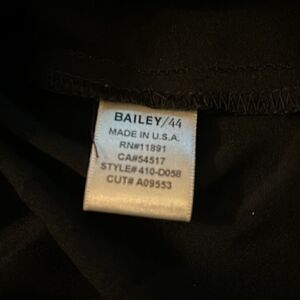 BAILEY/44
MADE IN U.S.A.
RN#11891
CA#54517
STYLE# 410-D058
CUT# A09553